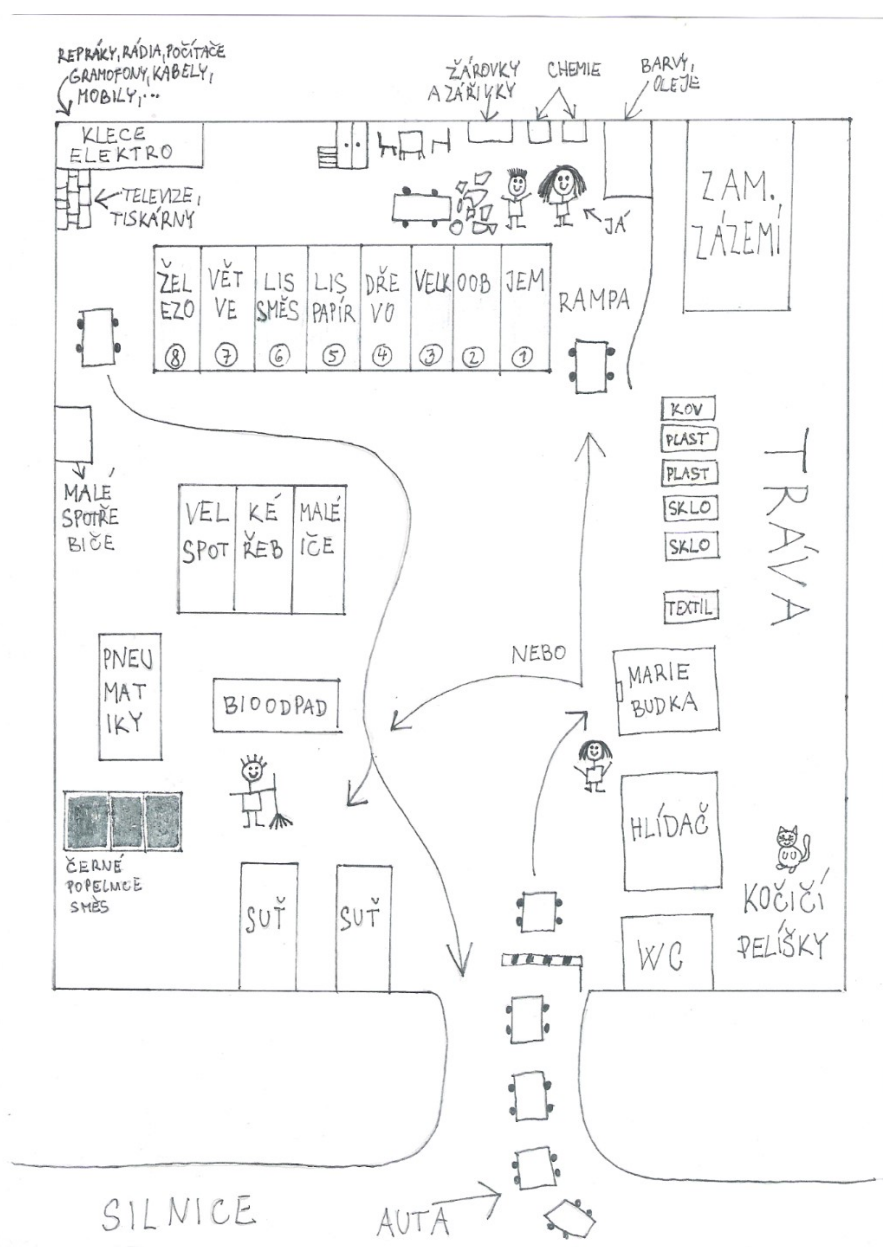 REPRÁKY, RÁDIA, POČÍTAČE
GRAMOFONY, KABELY,
MOBILY,...
ŽÁROVKY
A ZÁŘIVKY
CHEMIE
BARVY,
OLEJE
KLECE
ELEKTRO
TELEVIZE,
TISKÁRNY
JÁ
ZAM.
ZÁZEMÍ
ŽEL
EZO
8
VĚT
VE
7
LIS
SMĚS
6
LIS
PAPÍR
5
DŘE
VO
4
VELK
3
OOB
2
JEM
1
RAMPA
KOV
PLAST
PLAST
SKLO
SKLO
TEXTIL
TRÁVA
MALÉ
SPOTŘE
BIČE
VEL KÉ MALÉ
SPOT ŘEB IČE
PNEU
MAT
IKY
BIOODPAD
NEBO
MARIE
BUDKA
HLÍDAČ
ČERNÉ
POPELNICE
SMĚS
SUŤ
SUŤ
WC
KOČIČÍ
PELÍŠKY
SILNICE
AUTA